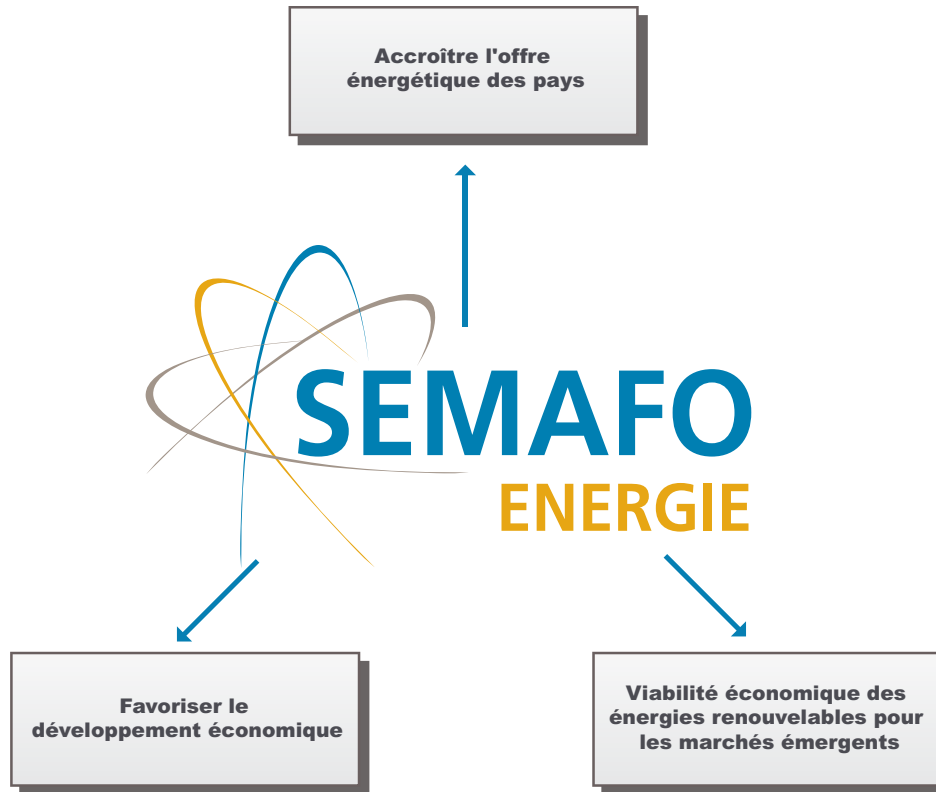 Accroître l'offre
énergétique des pays
SEMAFO
ENERGIE
Favoriser le
développement économique
Viabilité économique des
énergies renouvelables pour
les marchés émergents